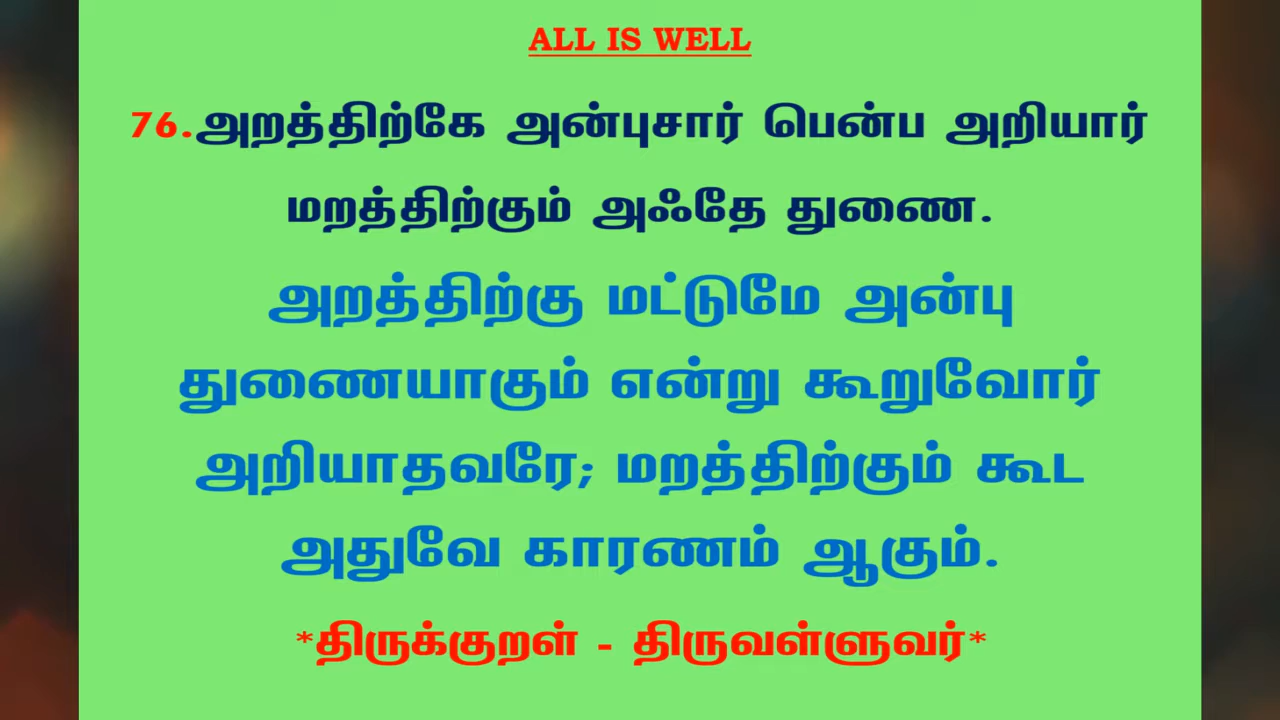 ALL IS WELL
76.அறத்திற்கே அன்புசார் பென்ப அறியார்
மறத்திற்கும் அஃதே துணை.
அறத்திற்கு மட்டுமே அன்பு
துணையாகும் என்று கூறுவோர்
அறியாதவரே; மறத்திற்கும் கூட
அதுவே காரணம் ஆகும்.
*திருக்குறள் - திருவள்ளுவர்*